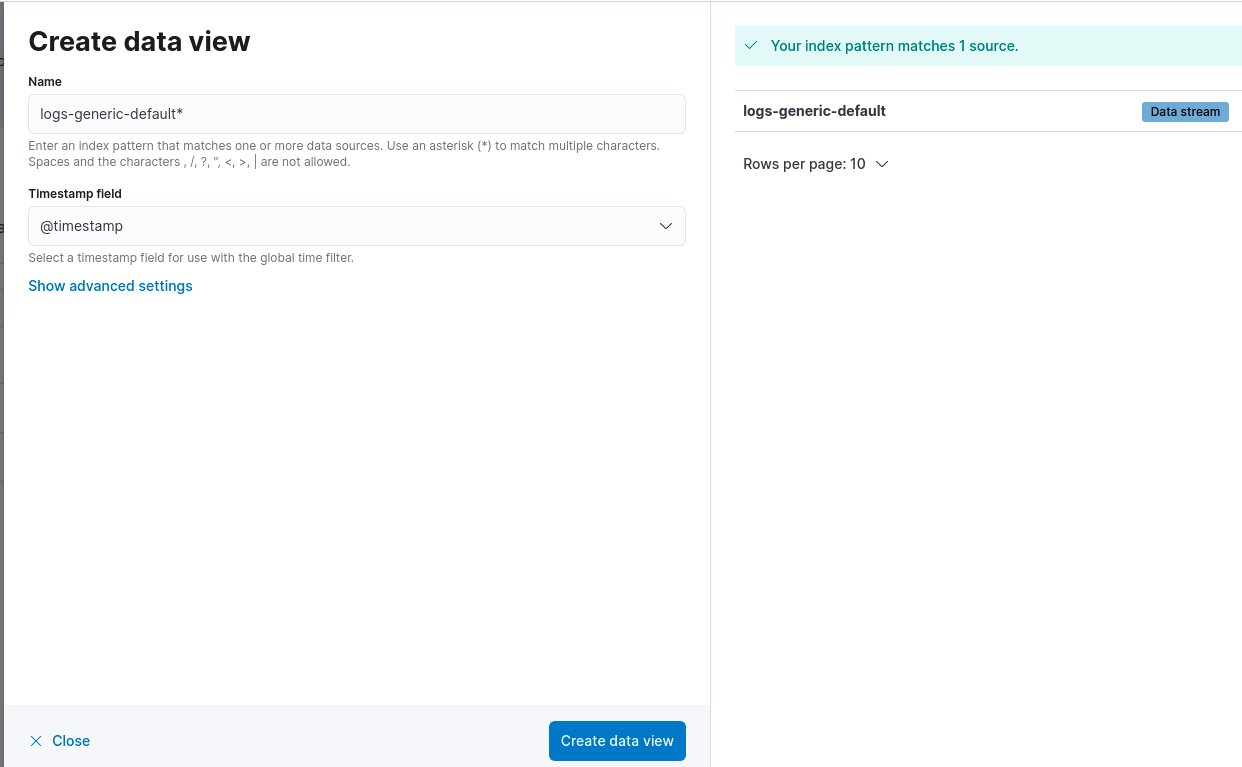 Create data view
Name
logs-generic-default*
Enter an index pattern that matches one or more data sources. Use an asterisk (*) to match multiple characters.
Spaces and the characters , /, ?, ", <, >, | are not allowed.
Timestamp field
@timestamp
Select a timestamp field for use with the global time filter.
Show advanced settings
Close
Create data view
Your index pattern matches 1 source.
logs-generic-default
Data stream
Rows per page: 10